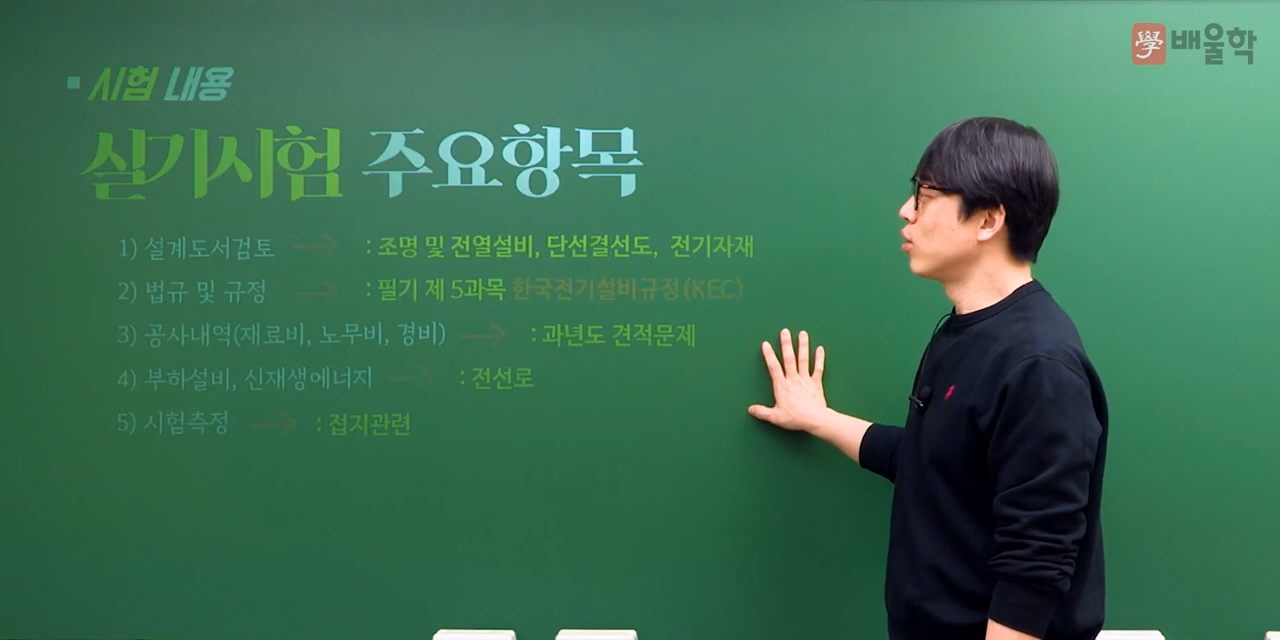 學 배울학
시험 내용
실기시험 주요항목
1) 설계도서검토 → : 조명 및 전열설비, 단선결선도, 전기자재
2) 법규 및 규정 → : 필기 제 5과목 한국전기설비규정(KEC)
3) 공사내역(재료비, 노무비, 경비) → : 과년도 견적문제
4) 부하설비, 신재생에너지 → : 전선로
5) 시험측정 → : 접지관련